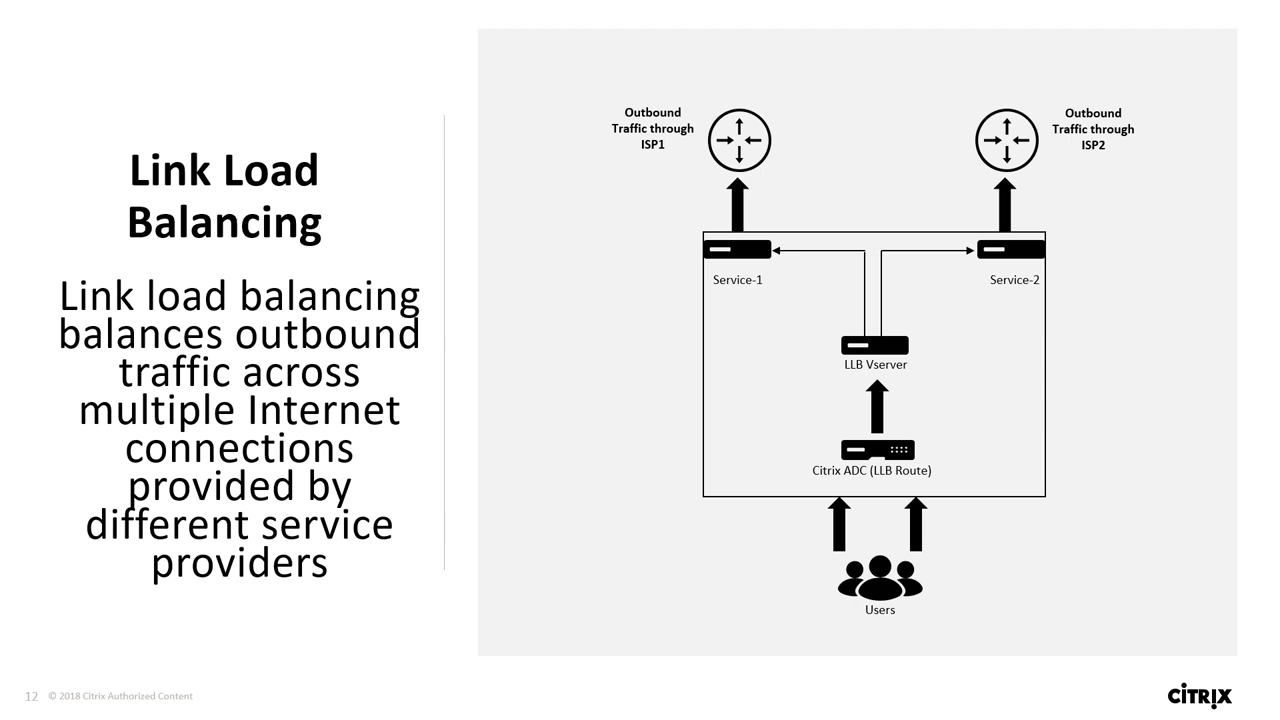 Link Load
Balancing
Link load balancing
balances outbound
traffic across
multiple Internet
connections
provided by
different service
providers
Outbound
Traffic through
ISP1
Outbound
Traffic through
ISP2
Service-1
Service-2
LLB Vserver
Citrix ADC (LLB Route)
Users
12 © 2018 Citrix Authorized Content
CITRIX